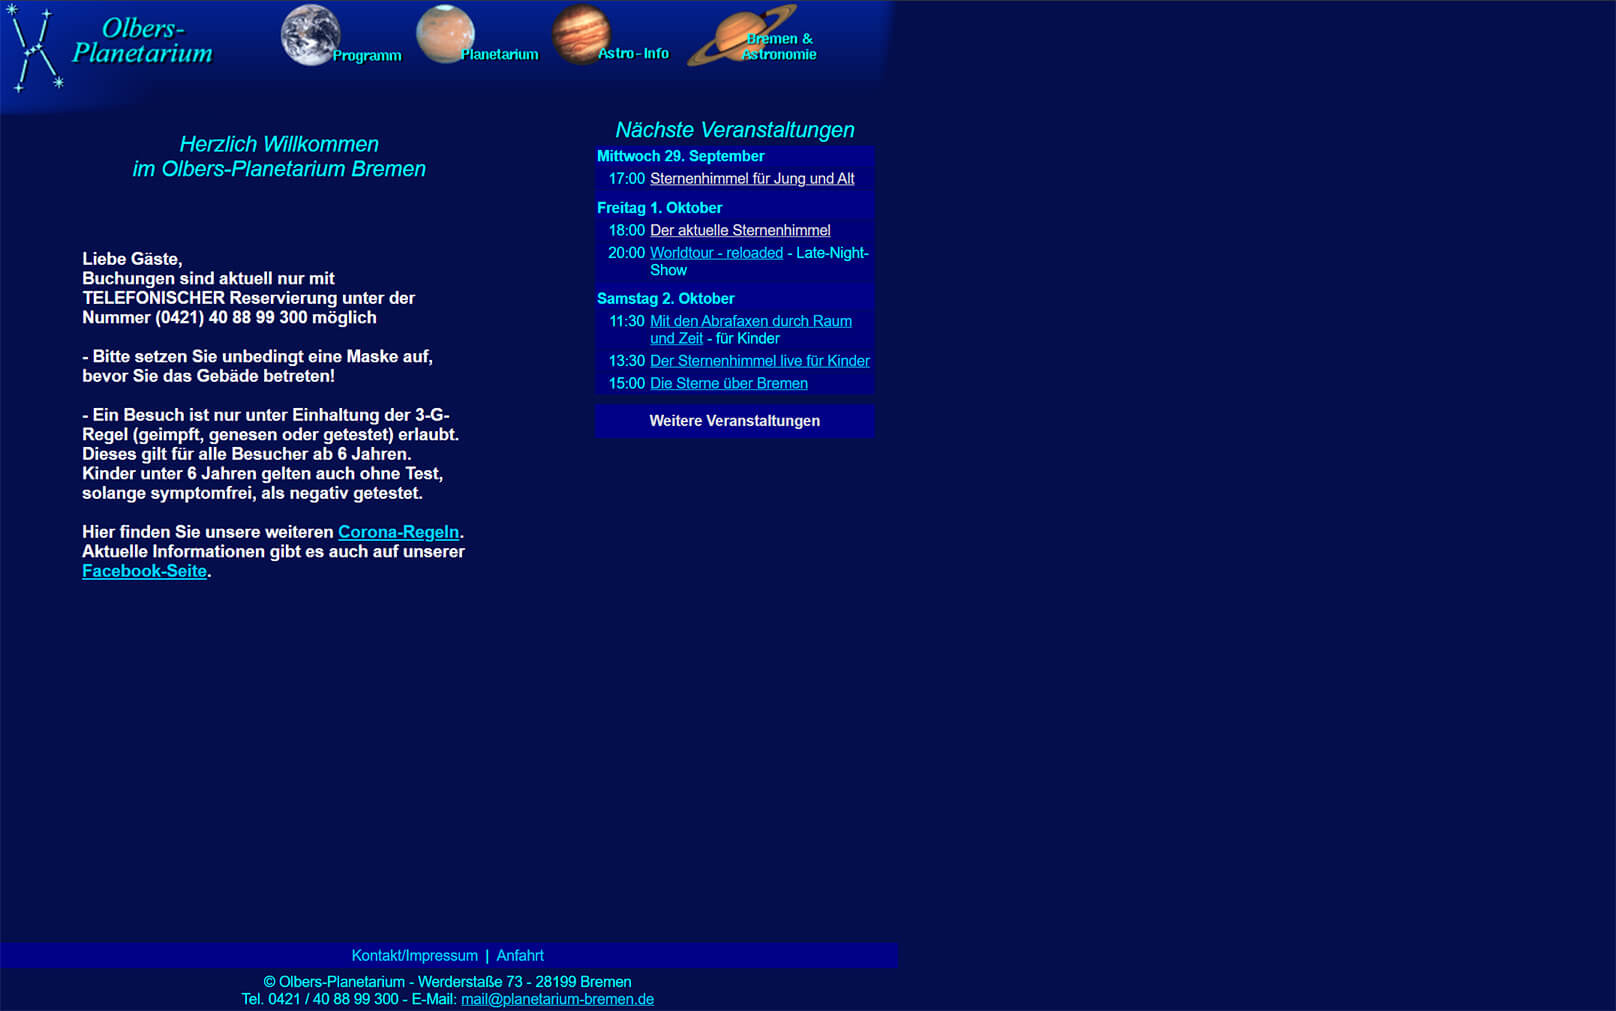 Olbers-
Planetarium
Programm
Planetarium
Astro-Info
Bremen &
Astronomie
Herzlich Willkommen
im Olbers-Planetarium Bremen
Liebe Gäste,
Buchungen sind aktuell nur mit
TELEFONISCHER Reservierung unter der
Nummer (0421) 40 88 99 300 möglich
- Bitte setzen Sie unbedingt eine Maske auf,
bevor Sie das Gebäde betreten!
- Ein Besuch ist nur unter Einhaltung der 3-G-
Regel (geimpft, genesen oder getestet) erlaubt.
Dieses gilt für alle Besucher ab 6 Jahren.
Kinder unter 6 Jahren gelten auch ohne Test,
solange symptomfrei, als negativ getestet.
Hier finden Sie unsere weiteren Corona-Regeln.
Aktuelle Informationen gibt es auch auf unserer
Facebook-Seite.
Nächste Veranstaltungen
Mittwoch 29. September
17:00 Sternenhimmel für Jung und Alt
Freitag 1. Oktober
18:00 Der aktuelle Sternenhimmel
20:00 Worldtour - reloaded - Late-Night-
Show
Samstag 2. Oktober
11:30 Mit den Abrafaxen durch Raum
und Zeit - für Kinder
13:30 Der Sternenhimmel live für Kinder
15:00 Die Sterne über Bremen
Weitere Veranstaltungen
Kontakt/Impressum | Anfahrt
© Olbers-Planetarium - Werderstaße 73 - 28199 Bremen
Tel. 0421 / 40 88 99 300 - E-Mail: mail@planetarium-bremen.de